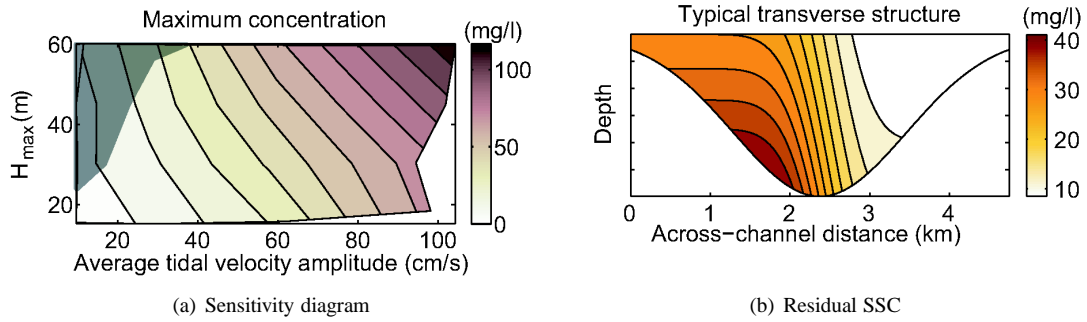 Maximum concentration
(mg/l)
60
40
20
H_max (m)
100
50
0
20 40 60 80 100
Average tidal velocity amplitude (cm/s)
(a) Sensitivity diagram
Typical transverse structure
(mg/l)
Depth
40
30
20
10
0 1 2 3 4
Across-channel distance (km)
(b) Residual SSC